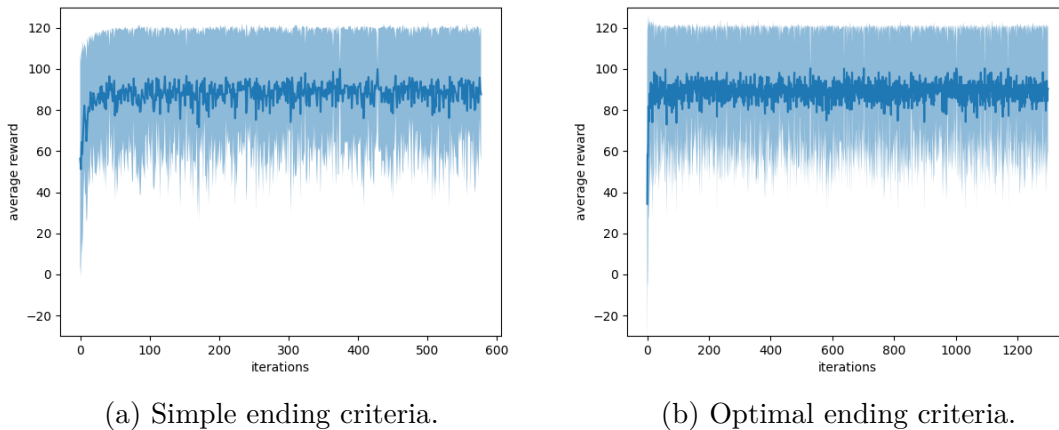 120
100
80
60
40
20
0
−20
average reward
0 100 200 300 400 500 600
iterations
(a) Simple ending criteria.
120
100
80
60
40
20
0
−20
average reward
0 200 400 600 800 1000 1200
iterations
(b) Optimal ending criteria.